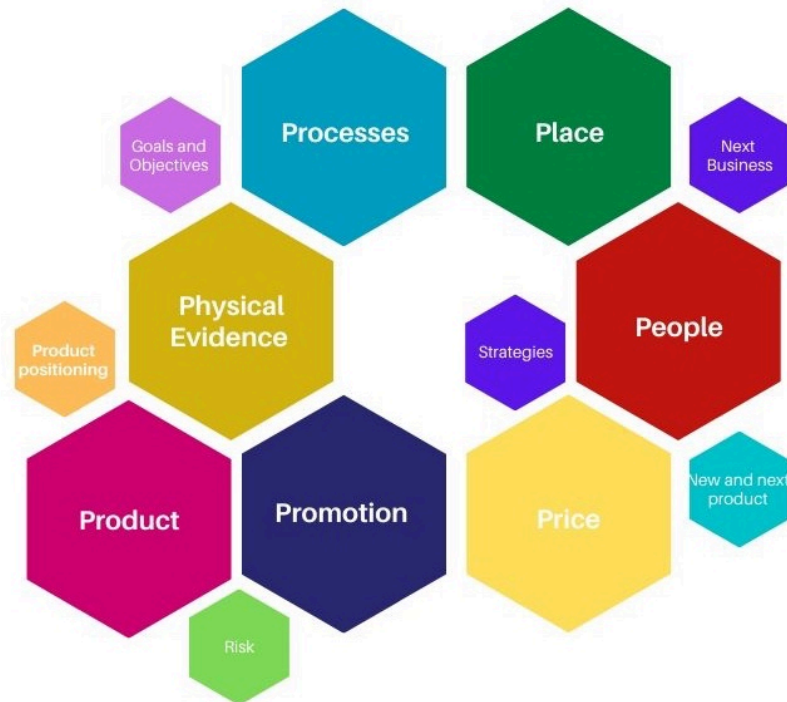 Processes
Place
Goals and
Objectives
Next
Business
Physical
Evidence
People
Product
positioning
Strategies
Product
Promotion
Price
New and next
product
Risk